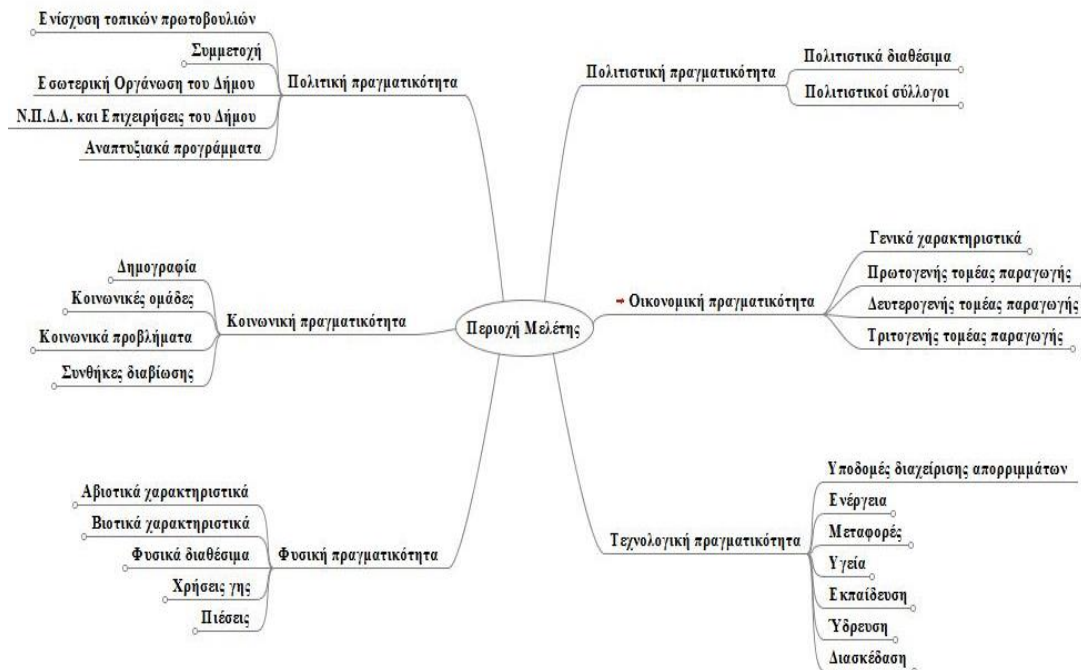 Ενίσχυση τοπικών πρωτοβουλιών
Συμμετοχή
Εσωτερική Οργάνωση του Δήμου
Ν.Π.Δ.Δ. και Επιχειρήσεις του Δήμου
Αναπτυξιακά προγράμματα
Πολιτική πραγματικότητα
Δημογραφία
Κοινωνικές ομάδες
Κοινωνικά προβλήματα
Συνθήκες διαβίωσης
Κοινωνική πραγματικότητα
Αβιοτικά χαρακτηριστικά
Βιοτικά χαρακτηριστικά
Φυσικά διαθέσιμα
Χρήσεις γης
Πιέσεις
Φυσική πραγματικότητα
Περιοχή Μελέτης
Πολιτιστική πραγματικότητα
Πολιτιστικά διαθέσιμα
Πολιτιστικοί σύλλογοι
Οικονομική πραγματικότητα
Γενικά χαρακτηριστικά
Πρωτογενής τομέας παραγωγής
Δευτερογενής τομέας παραγωγής
Τριτογενής τομέας παραγωγής
Τεχνολογική πραγματικότητα
Υποδομές διαχείρισης απορριμμάτων
Ενέργεια
Μεταφορές
Υγεία
Εκπαίδευση
Ύδρευση
Διασκέδαση